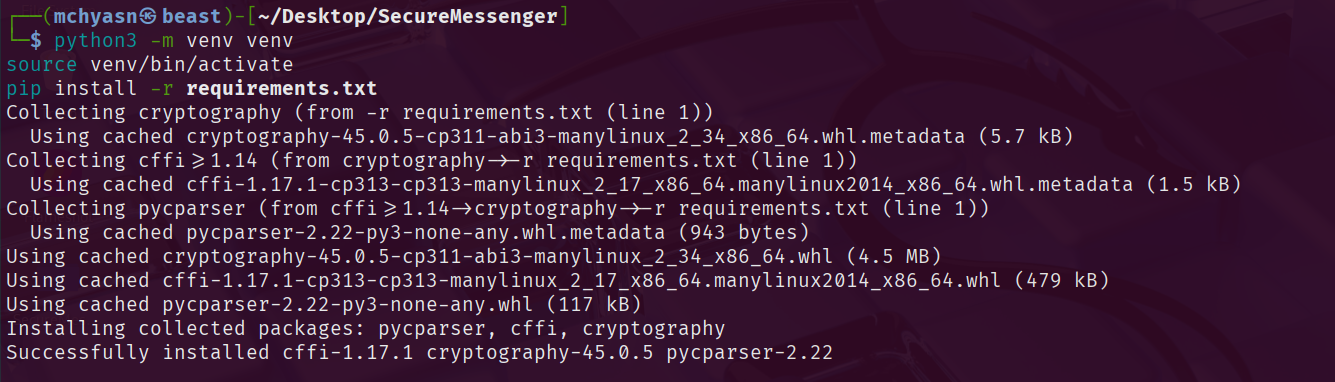 ┌──(mchyasn㉿beast)-[~/Desktop/SecureMessenger]
└─$ python3 -m venv venv
source venv/bin/activate
pip install -r requirements.txt
Collecting cryptography (from -r requirements.txt (line 1))
  Using cached cryptography-45.0.5-cp311-abi3-manylinux_2_34_x86_64.whl.metadata (5.7 kB)
Collecting cffi>=1.14 (from cryptography->-r requirements.txt (line 1))
  Using cached cffi-1.17.1-cp313-cp313-manylinux_2_17_x86_64.manylinux2014_x86_64.whl.metadata (1.5 kB)
Collecting pycparser (from cffi>=1.14->cryptography->-r requirements.txt (line 1))
  Using cached pycparser-2.22-py3-none-any.whl.metadata (943 bytes)
Using cached cryptography-45.0.5-cp311-abi3-manylinux_2_34_x86_64.whl (4.5 MB)
Using cached cffi-1.17.1-cp313-cp313-manylinux_2_17_x86_64.manylinux2014_x86_64.whl (479 kB)
Using cached pycparser-2.22-py3-none-any.whl (117 kB)
Installing collected packages: pycparser, cffi, cryptography
Successfully installed cffi-1.17.1 cryptography-45.0.5 pycparser-2.22